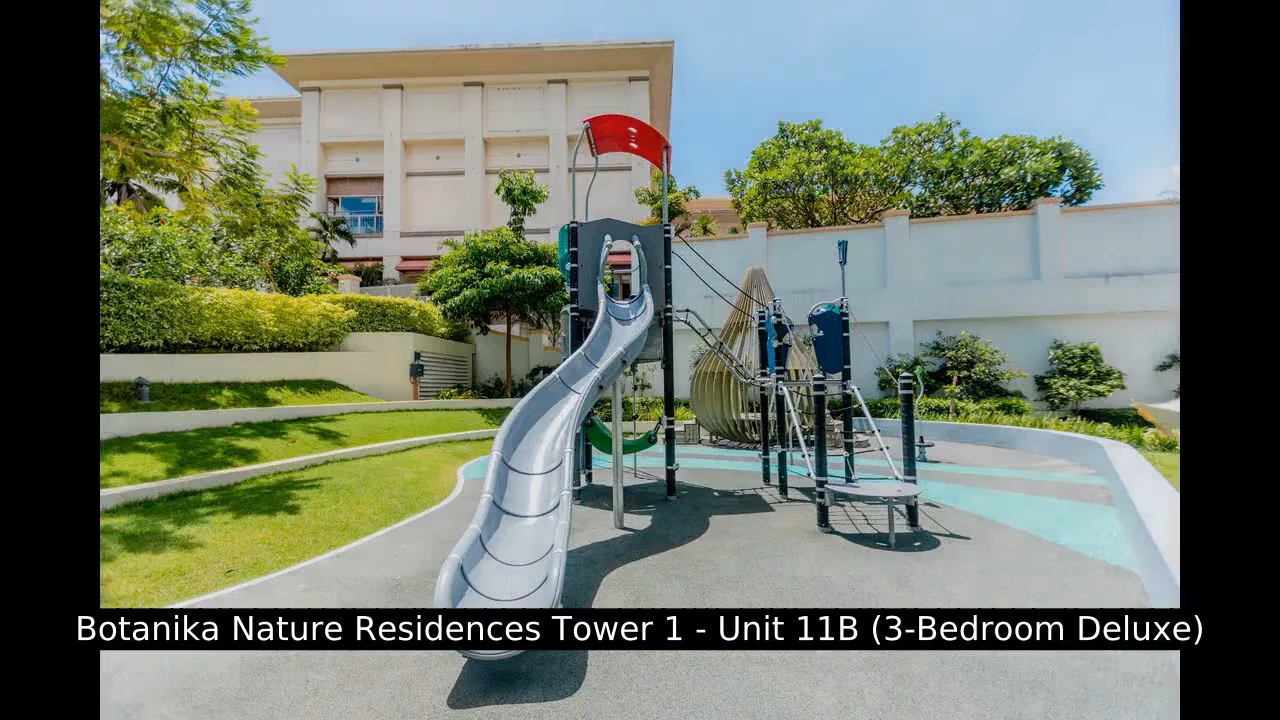 Botanika Nature Residences Tower 1 - Unit 11B (3-Bedroom Deluxe)